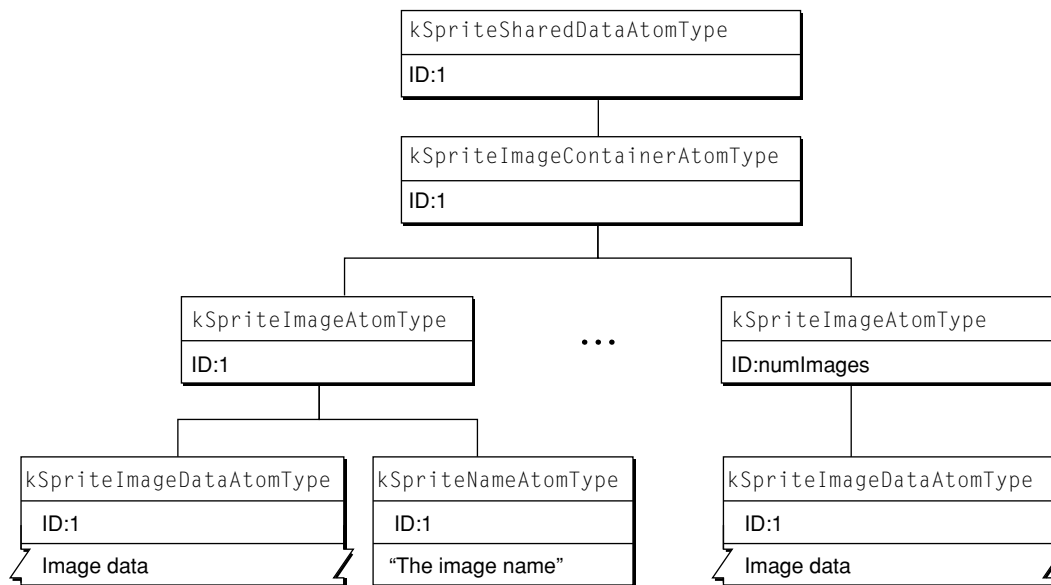 kSpriteSharedDataAtomType
ID:1
kSpriteImageContainerAtomType
ID:1
kSpriteImageAtomType
ID:1
...
kSpriteImageAtomType
ID:numImages
kSpriteImageDataAtomType
ID:1
Image data
kSpriteNameAtomType
ID:1
“The image name”
kSpriteImageDataAtomType
ID:1
Image data